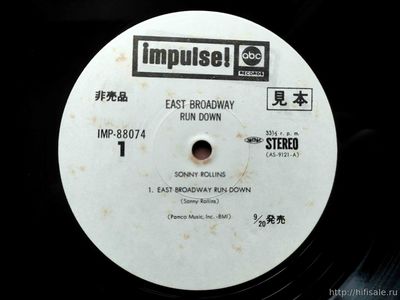 impulse!
abc
RECORDS
非売品
EAST BROADWAY
RUN DOWN
見本
IMP-88074
1
33⅓ r. p. m.
STEREO
(AS-9121-A)
SONNY ROLLINS
1. EAST BROADWAY RUN DOWN
(Sonny Rollins)
(Pamco Music, Inc. -BMI)
9/20 発売
http://hifisale.ru